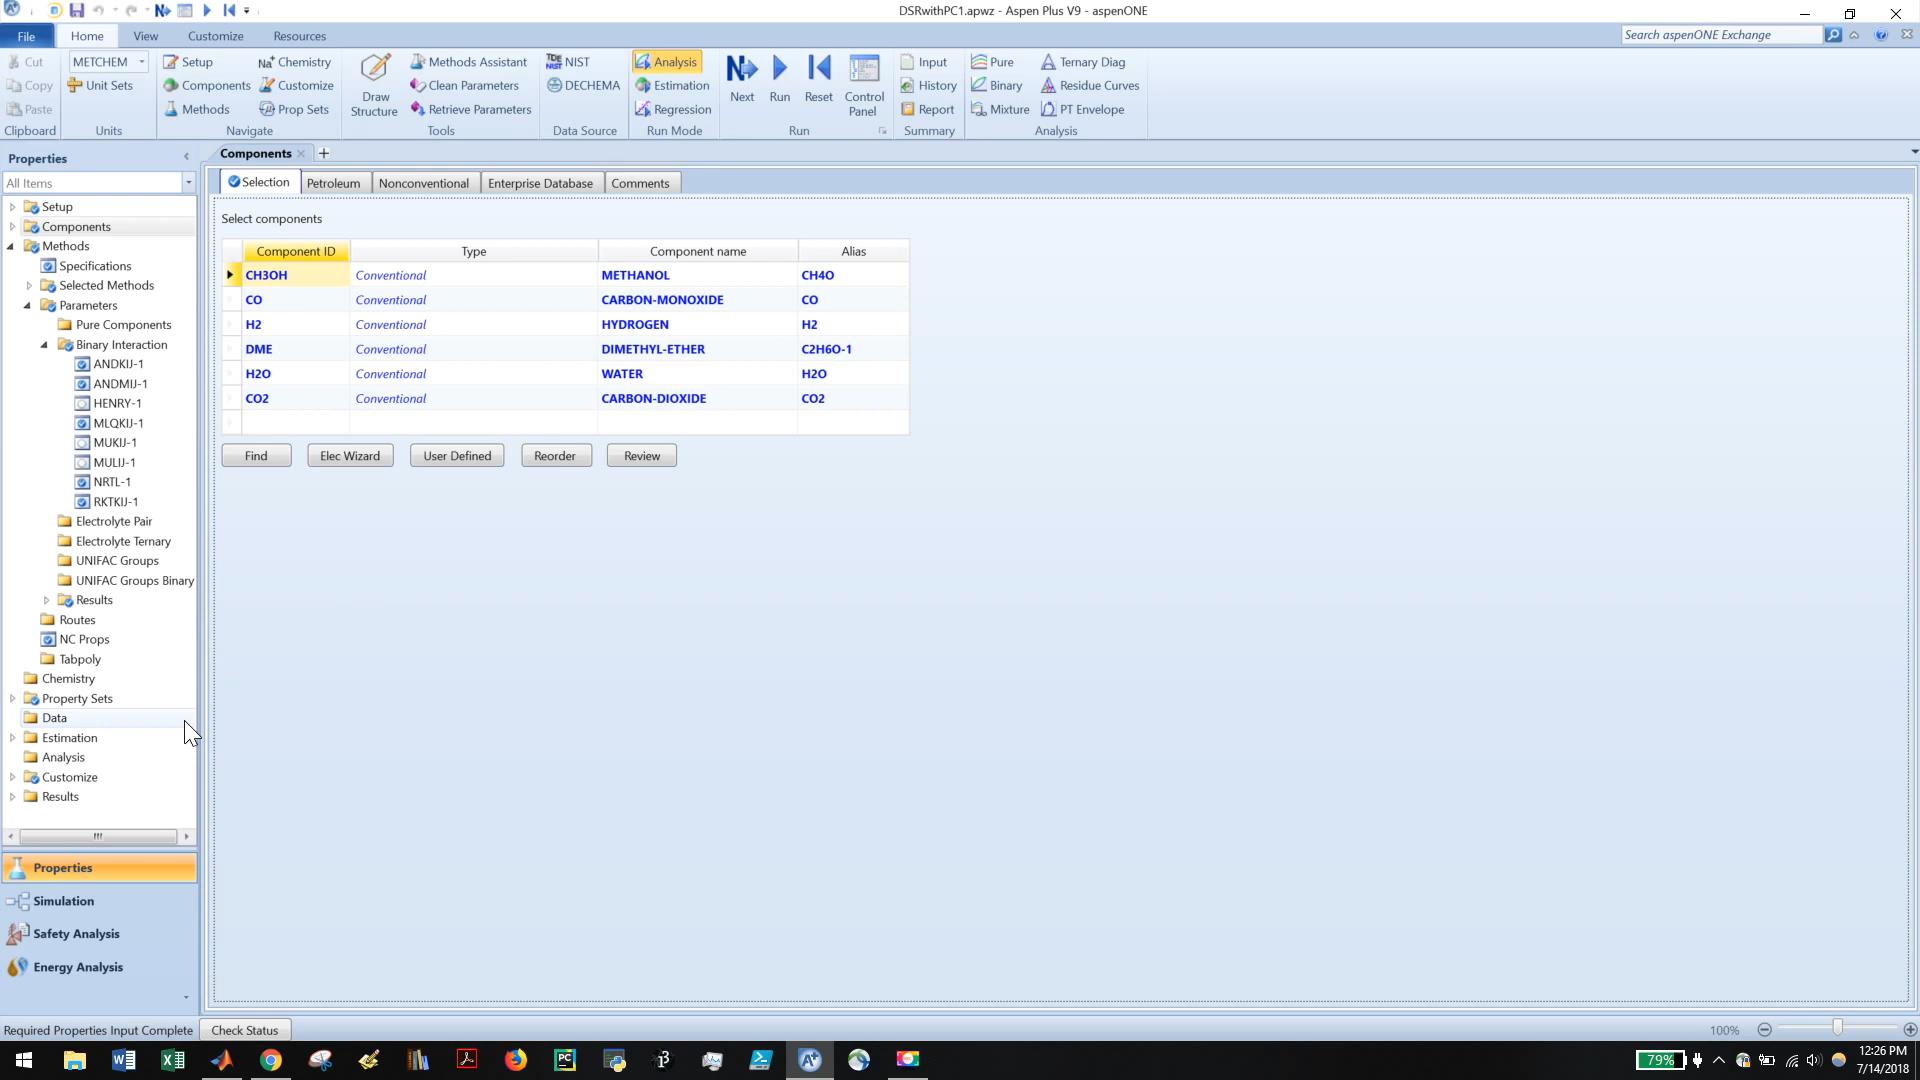 DSRwithPC1.apwz - Aspen Plus V9 - aspenONE
File Home View Customize Resources Search aspenONE Exchange
Cut METCHEM Setup Chemistry Methods Assistant NIST Analysis Input Pure Ternary Diag
Copy Unit Sets Components Customize Clean Parameters DECHEMA Estimation History Binary Residue Curves
Paste Methods Prop Sets Draw Structure Retrieve Parameters Regression Next Run Reset Control Panel Report Mixture PT Envelope
Clipboard Units Navigate Tools Data Source Run Mode Run Summary Analysis
Properties
All Items
Setup
Components
Methods
Specifications
Selected Methods
Parameters
Pure Components
Binary Interaction
ANDKIJ-1
ANDMIJ-1
HENRY-1
MLQKIJ-1
MUKIJ-1
MULIJ-1
NRTL-1
RKTKIJ-1
Electrolyte Pair
Electrolyte Ternary
UNIFAC Groups
UNIFAC Groups Binary
Results
Routes
NC Props
Tabpoly
Chemistry
Property Sets
Data
Estimation
Analysis
Customize
Results
Properties
Simulation
Safety Analysis
Energy Analysis
Components
Selection Petroleum Nonconventional Enterprise Database Comments
Select components
Component ID Type Component name Alias
CH3OH Conventional METHANOL CH4O
CO Conventional CARBON-MONOXIDE CO
H2 Conventional HYDROGEN H2
DME Conventional DIMETHYL-ETHER C2H6O-1
H2O Conventional WATER H2O
CO2 Conventional CARBON-DIOXIDE CO2
Find Elec Wizard User Defined Reorder Review
Required Properties Input Complete Check Status 100%
79% 12:26 PM
7/14/2018